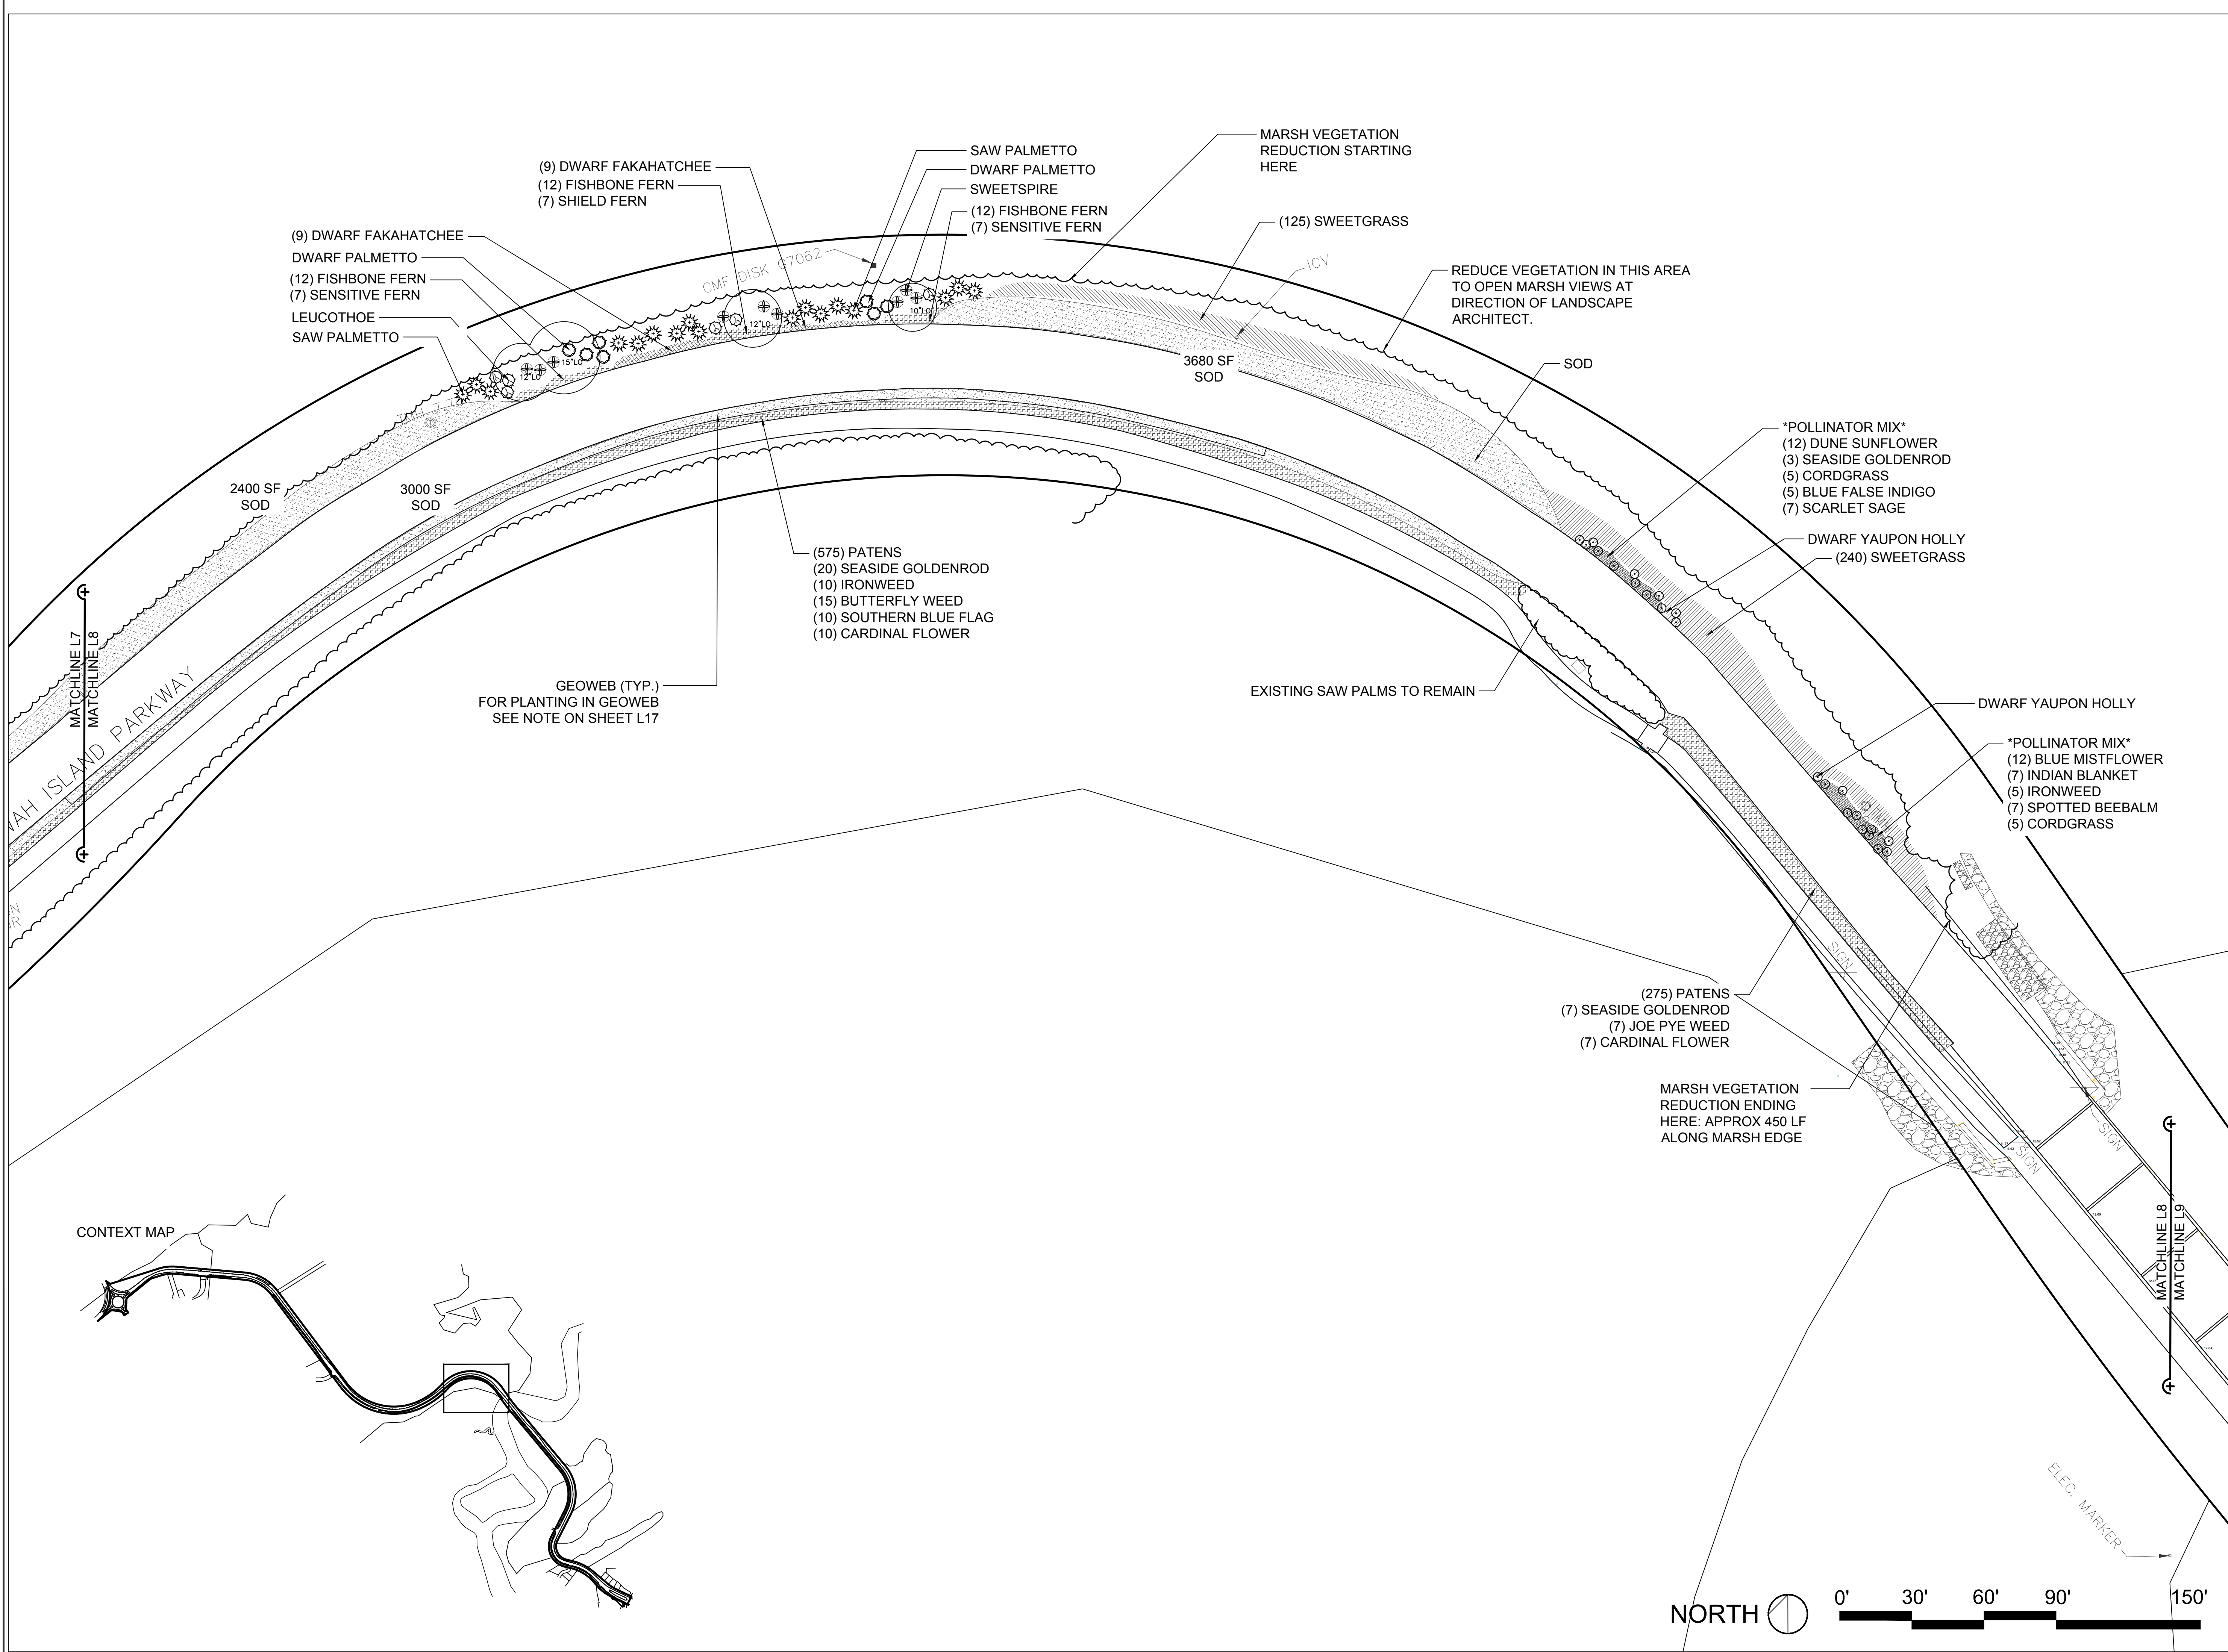 MARSH VEGETATION
REDUCTION STARTING
HERE
SAW PALMETTO
DWARF PALMETTO
SWEETSPIRE
(12) FISHBONE FERN
(7) SENSITIVE FERN
(9) DWARF FAKAHATCHEE
(12) FISHBONE FERN
(7) SHIELD FERN
(125) SWEETGRASS
(9) DWARF FAKAHATCHEE
DWARF PALMETTO
(12) FISHBONE FERN
(7) SENSITIVE FERN
LEUCOTHOE
SAW PALMETTO
CMF DISK G7062
ICV
REDUCE VEGETATION IN THIS AREA
TO OPEN MARSH VIEWS AT
DIRECTION OF LANDSCAPE
ARCHITECT.
10"LO
12"LO
15"LO
12"LO
3680 SF
SOD
SOD
*POLLINATOR MIX*
(12) DUNE SUNFLOWER
(3) SEASIDE GOLDENROD
(5) CORDGRASS
(5) BLUE FALSE INDIGO
(7) SCARLET SAGE
2400 SF
SOD
3000 SF
SOD
DWARF YAUPON HOLLY
(240) SWEETGRASS
(575) PATENS
(20) SEASIDE GOLDENROD
(10) IRONWEED
(15) BUTTERFLY WEED
(10) SOUTHERN BLUE FLAG
(10) CARDINAL FLOWER
MATCHLINE L7
MATCHLINE L8
ISLAND PARKWAY
GEOWEB (TYP.)
FOR PLANTING IN GEOWEB
SEE NOTE ON SHEET L17
EXISTING SAW PALMS TO REMAIN
DWARF YAUPON HOLLY
*POLLINATOR MIX*
(12) BLUE MISTFLOWER
(7) INDIAN BLANKET
(5) IRONWEED
(7) SPOTTED BEEBALM
(5) CORDGRASS
SIGN
(275) PATENS
(7) SEASIDE GOLDENROD
(7) JOE PYE WEED
(7) CARDINAL FLOWER
MARSH VEGETATION
REDUCTION ENDING
HERE: APPROX 450 LF
ALONG MARSH EDGE
SIGN
SIGN
MATCHLINE L8
MATCHLINE L9
CONTEXT MAP
ELEC. MARKER
NORTH
0' 30' 60' 90' 150'